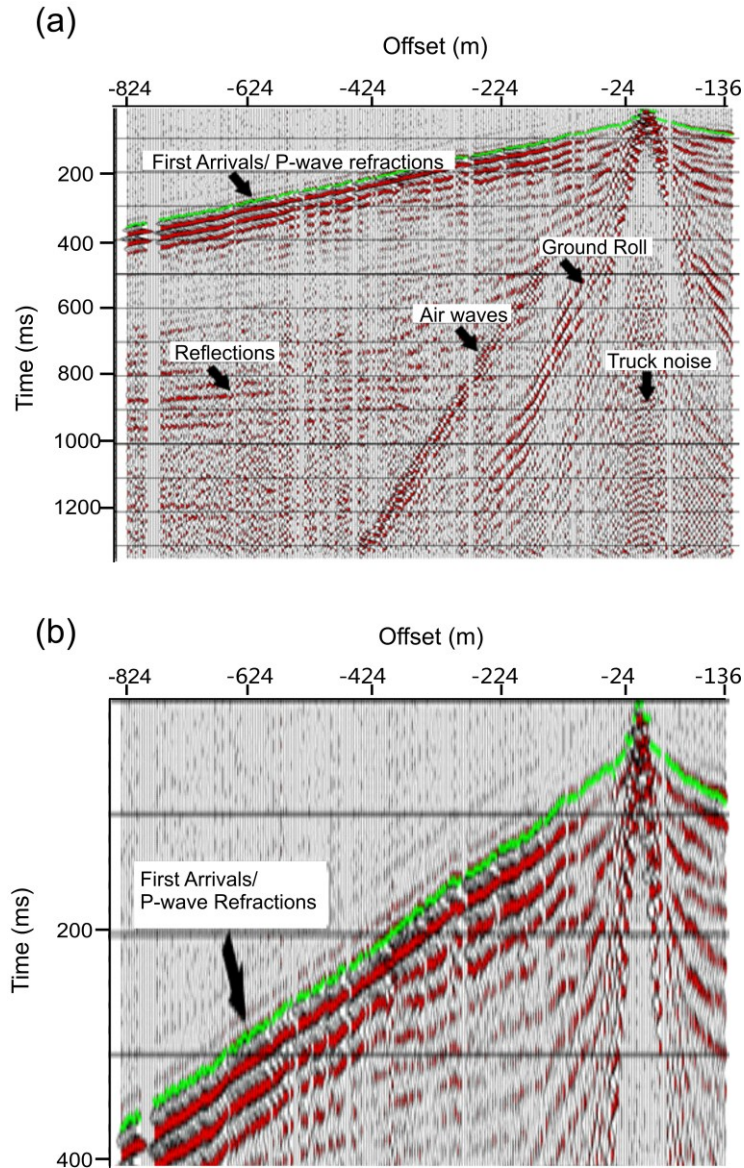 (a)
Offset (m)
-824 -624 -424 -224 -24 -136
First Arrivals/ P-wave refractions
200
400
Ground Roll
600
Air waves
Reflections
Truck noise
800
1000
1200
Time (ms)
(b)
Offset (m)
-824 -624 -424 -224 -24 -136
First Arrivals/
P-wave Refractions
200
400
Time (ms)